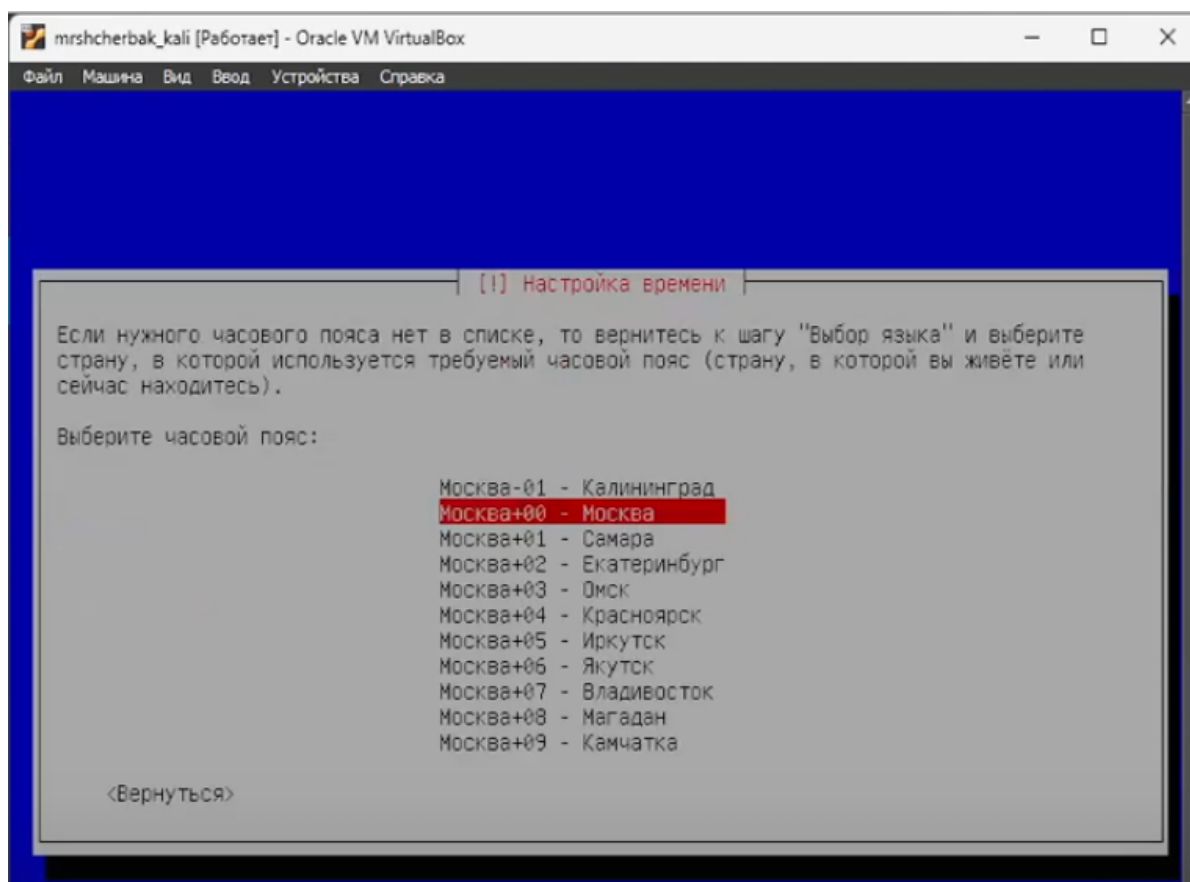 mrshcherbak_kali [Работает] - Oracle VM VirtualBox
Файл Машина Вид Ввод Устройства Справка
[!] Настройка времени
Если нужного часового пояса нет в списке, то вернитесь к шагу "Выбор языка" и выберите
страну, в которой используется требуемый часовой пояс (страну, в которой вы живёте или
сейчас находитесь).
Выберите часовой пояс:
Москва-01 - Калининград
Москва+00 - Москва
Москва+01 - Самара
Москва+02 - Екатеринбург
Москва+03 - Омск
Москва+04 - Красноярск
Москва+05 - Иркутск
Москва+06 - Якутск
Москва+07 - Владивосток
Москва+08 - Магадан
Москва+09 - Камчатка
<Вернуться>